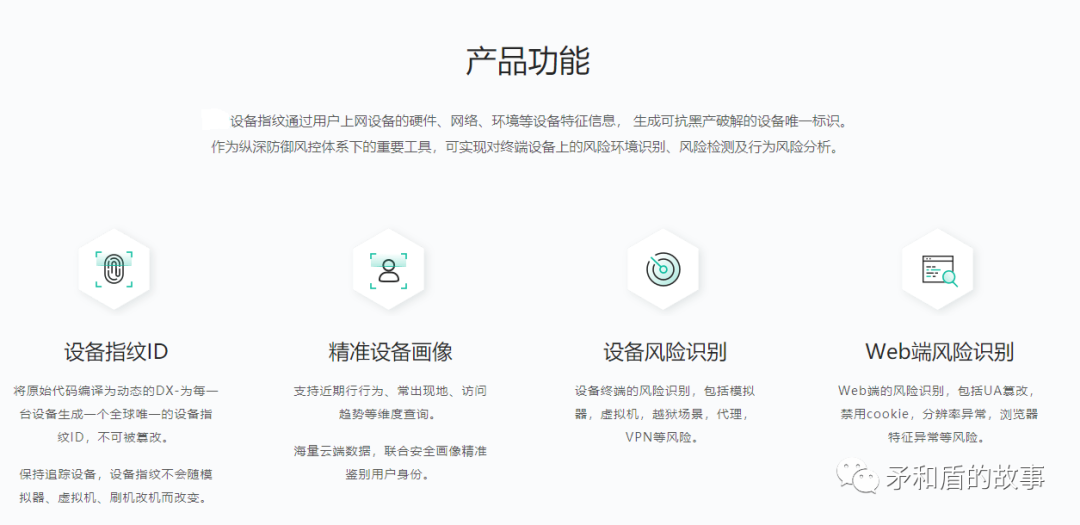 产品功能
设备指纹通过用户上网设备的硬件、网络、环境等设备特征信息， 生成可抗黑产破解的设备唯一标识。
作为纵深防御风控体系下的重要工具，可实现对终端设备上的风险环境识别、风险检测及行为风险分析。
设备指纹ID
将原始代码编译为动态的DX-为每一
台设备生成一个全球唯一的设备指
纹ID，不可被篡改。
保持追踪设备，设备指纹不会随模
拟器、虚拟机、刷机改机而改变。
精准设备画像
支持近期行行为、常出现地、访问
趋势等维度查询。
海量云端数据，联合安全画像精准
鉴别用户身份。
设备风险识别
设备终端的风险识别，包括模拟
器，虚拟机，越狱场景，代理，
VPN等风险。
Web端风险识别
Web端的风险识别，包括UA篡改，
禁用cookie，分辨率异常，浏览器
特征异常等风险。
矛和盾的故事